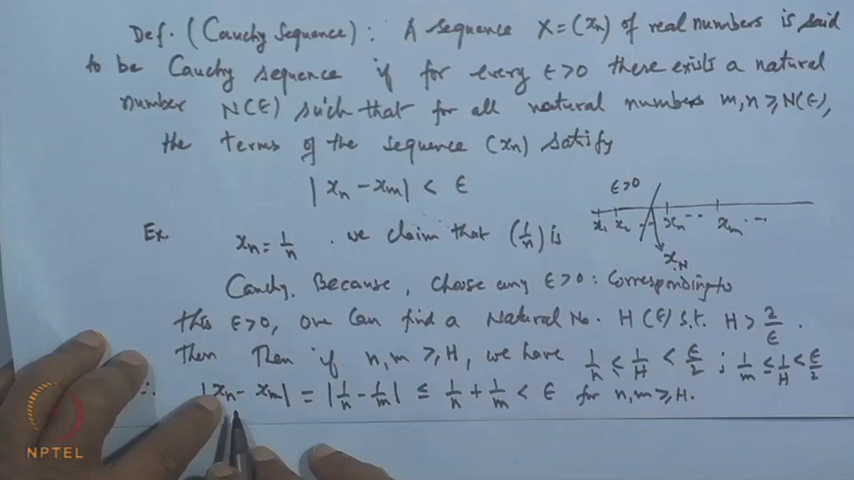 Def. (Cauchy Sequence) : A sequence X = (xn) of real numbers is said
to be Cauchy sequence if for every ε>0 there exists a natural
number N(ε) such that for all natural numbers m,n ≥ N(ε),
the terms of the sequence (xn) satisfy
|xn - xm| < ε
ε>0
x1 x2 ... xn ... xm ...
xN
Ex xn = 1/n . we claim that (1/n) is
Cauchy. Because, choose any ε>0 : Corresponding to
this ε>0, one can find a Natural No. H(ε) s.t. H > 2/ε .
Then Then if n,m ≥ H, we have 1/n ≤ 1/H < ε/2 ; 1/m ≤ 1/H < ε/2
∴ |xn - xm| = |1/n - 1/m| ≤ 1/n + 1/m < ε for n,m ≥ H.
NPTEL